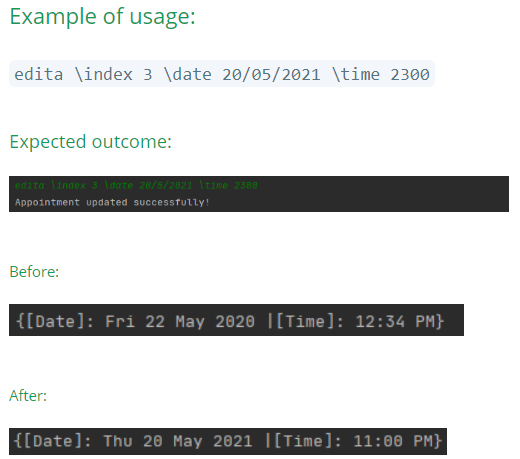 Example of usage:
edita \index 3 \date 20/05/2021 \time 2300
Expected outcome:
edita \index 3 \date 20/5/2021 \time 2300
Appointment updated successfully!
Before:
{[Date]: Fri 22 May 2020 |[Time]: 12:34 PM}
After:
{[Date]: Thu 20 May 2021 |[Time]: 11:00 PM}